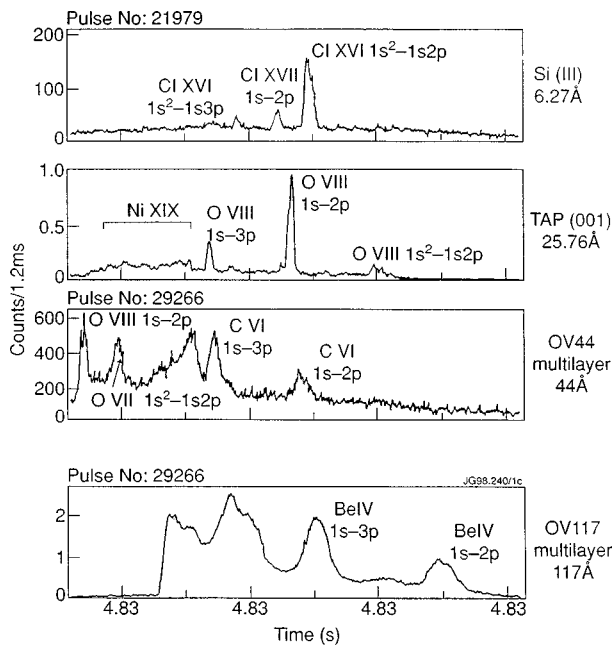 Pulse No: 21979
200
100
0
Cl XVI
1s²–1s3p
Cl XVII
1s–2p
Cl XVI 1s²–1s2p
Si (III)
6.27Å
1.0
0.5
0
Ni XIX
O VIII
1s–3p
O VIII
1s–2p
O VIII 1s²–1s2p
TAP (001)
25.76Å
Counts/1.2ms
Pulse No: 29266
600
400
200
0
O VIII 1s–2p
O VII 1s²–1s2p
C VI
1s–3p
C VI
1s–2p
OV44
multilayer
44Å
Pulse No: 29266
JG98.240/1c
2
1
0
BeIV
1s–3p
BeIV
1s–2p
OV117
multilayer
117Å
4.83 4.83 4.83 4.83
Time (s)